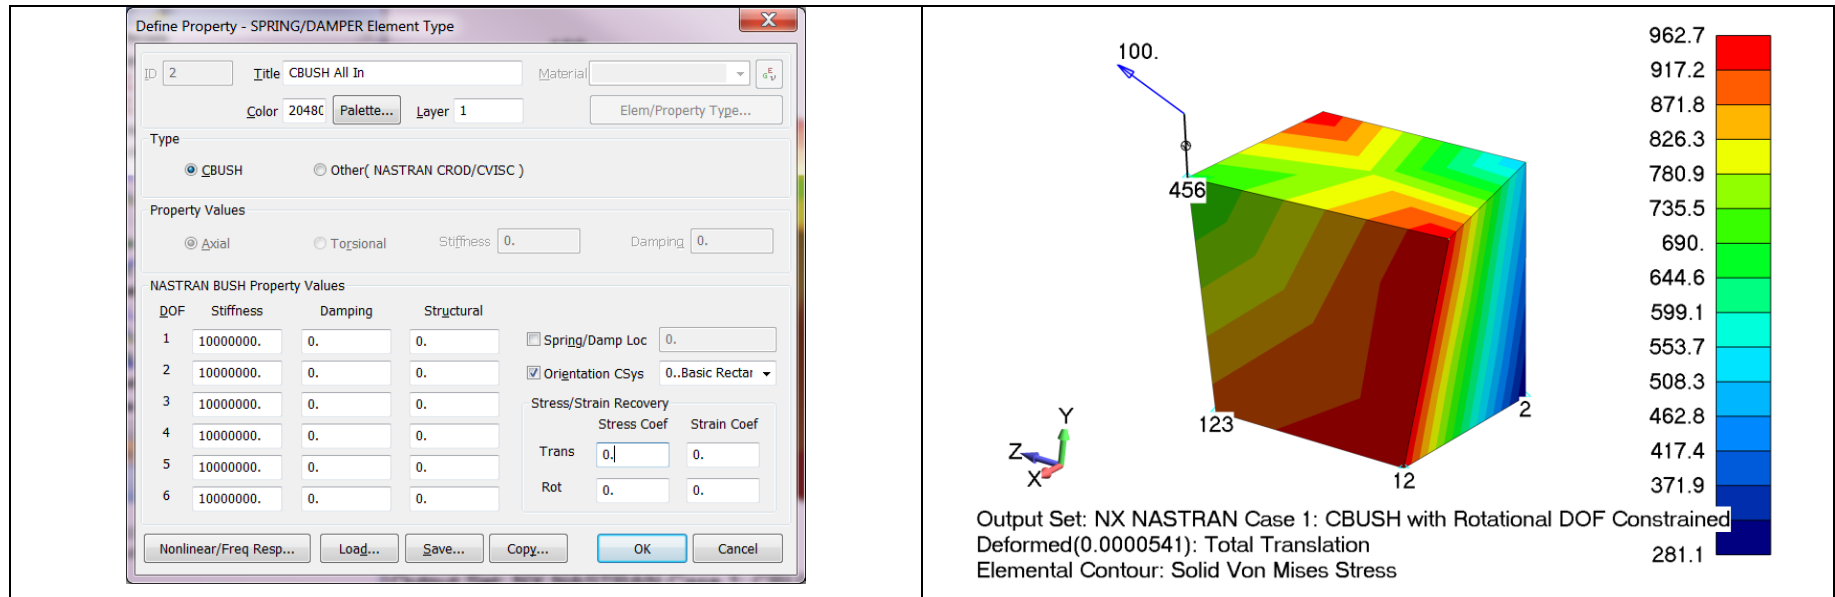 Define Property - SPRING/DAMPER Element Type
ID 2 Title CBUSH All In Material
Color 20480 Palette... Layer 1 Elem/Property Type...
Type
CBUSH Other( NASTRAN CROD/CVISC )
Property Values
Axial Torsional Stiffness 0. Damping 0.
NASTRAN BUSH Property Values
DOF Stiffness Damping Structural
1 10000000. 0. 0. Spring/Damp Loc 0.
2 10000000. 0. 0. Orientation CSys 0..Basic Rectar
3 10000000. 0. 0. Stress/Strain Recovery
Stress Coef Strain Coef
4 10000000. 0. 0. Trans 0. 0.
5 10000000. 0. 0. Rot 0. 0.
6 10000000. 0. 0.
Nonlinear/Freq Resp... Load... Save... Copy... OK Cancel
100.
456
123
12
2
Y
Z
X
962.7
917.2
871.8
826.3
780.9
735.5
690.
644.6
599.1
553.7
508.3
462.8
417.4
371.9
281.1
Output Set: NX NASTRAN Case 1: CBUSH with Rotational DOF Constrained
Deformed(0.0000541): Total Translation
Elemental Contour: Solid Von Mises Stress